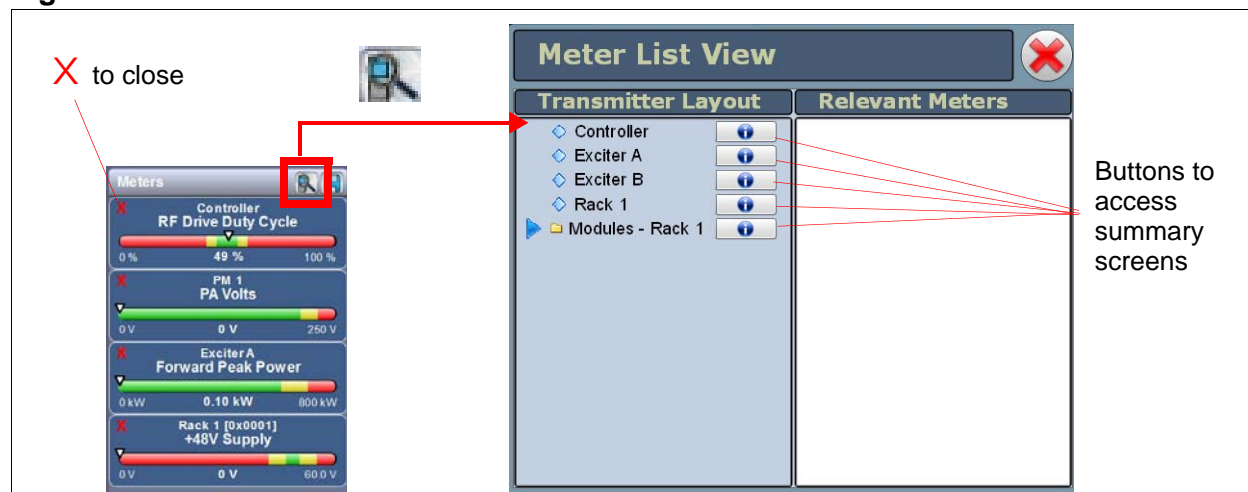 X to close
Meters
X Controller
RF Drive Duty Cycle
0 % 49 % 100 %
X PM 1
PA Volts
0 V 0 V 250 V
X Exciter A
Forward Peak Power
0 kW 0.10 kW 800 kW
X Rack 1 [0x0001]
+48V Supply
0 V 0 V 60.0 V
Meter List View
Transmitter Layout Relevant Meters
Controller
Exciter A
Exciter B
Rack 1
Modules - Rack 1
Buttons to
access
summary
screens